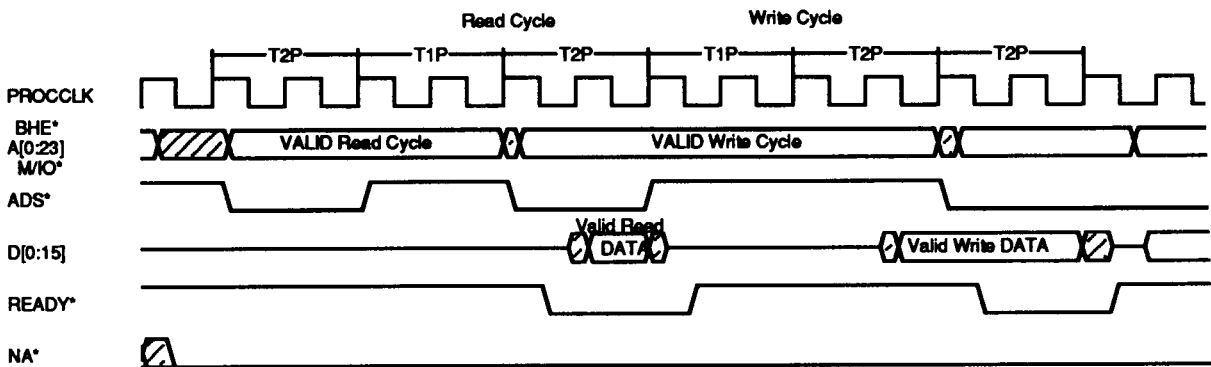 Read Cycle Write Cycle
T2P T1P T2P T1P T2P T2P
PROCCLK
BHE*
A[0:23] VALID Read Cycle VALID Write Cycle
M/IO*
ADS*
Valid Read
D[0:15] DATA Valid Write DATA
READY*
NA*